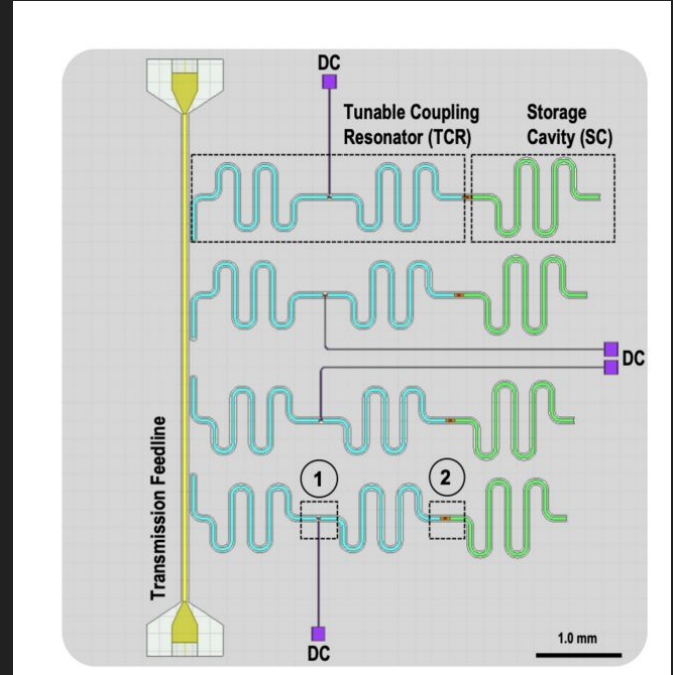 DC
Tunable Coupling
Resonator (TCR)
Storage
Cavity (SC)
DC
Transmission Feedline
1
2
DC
1.0 mm